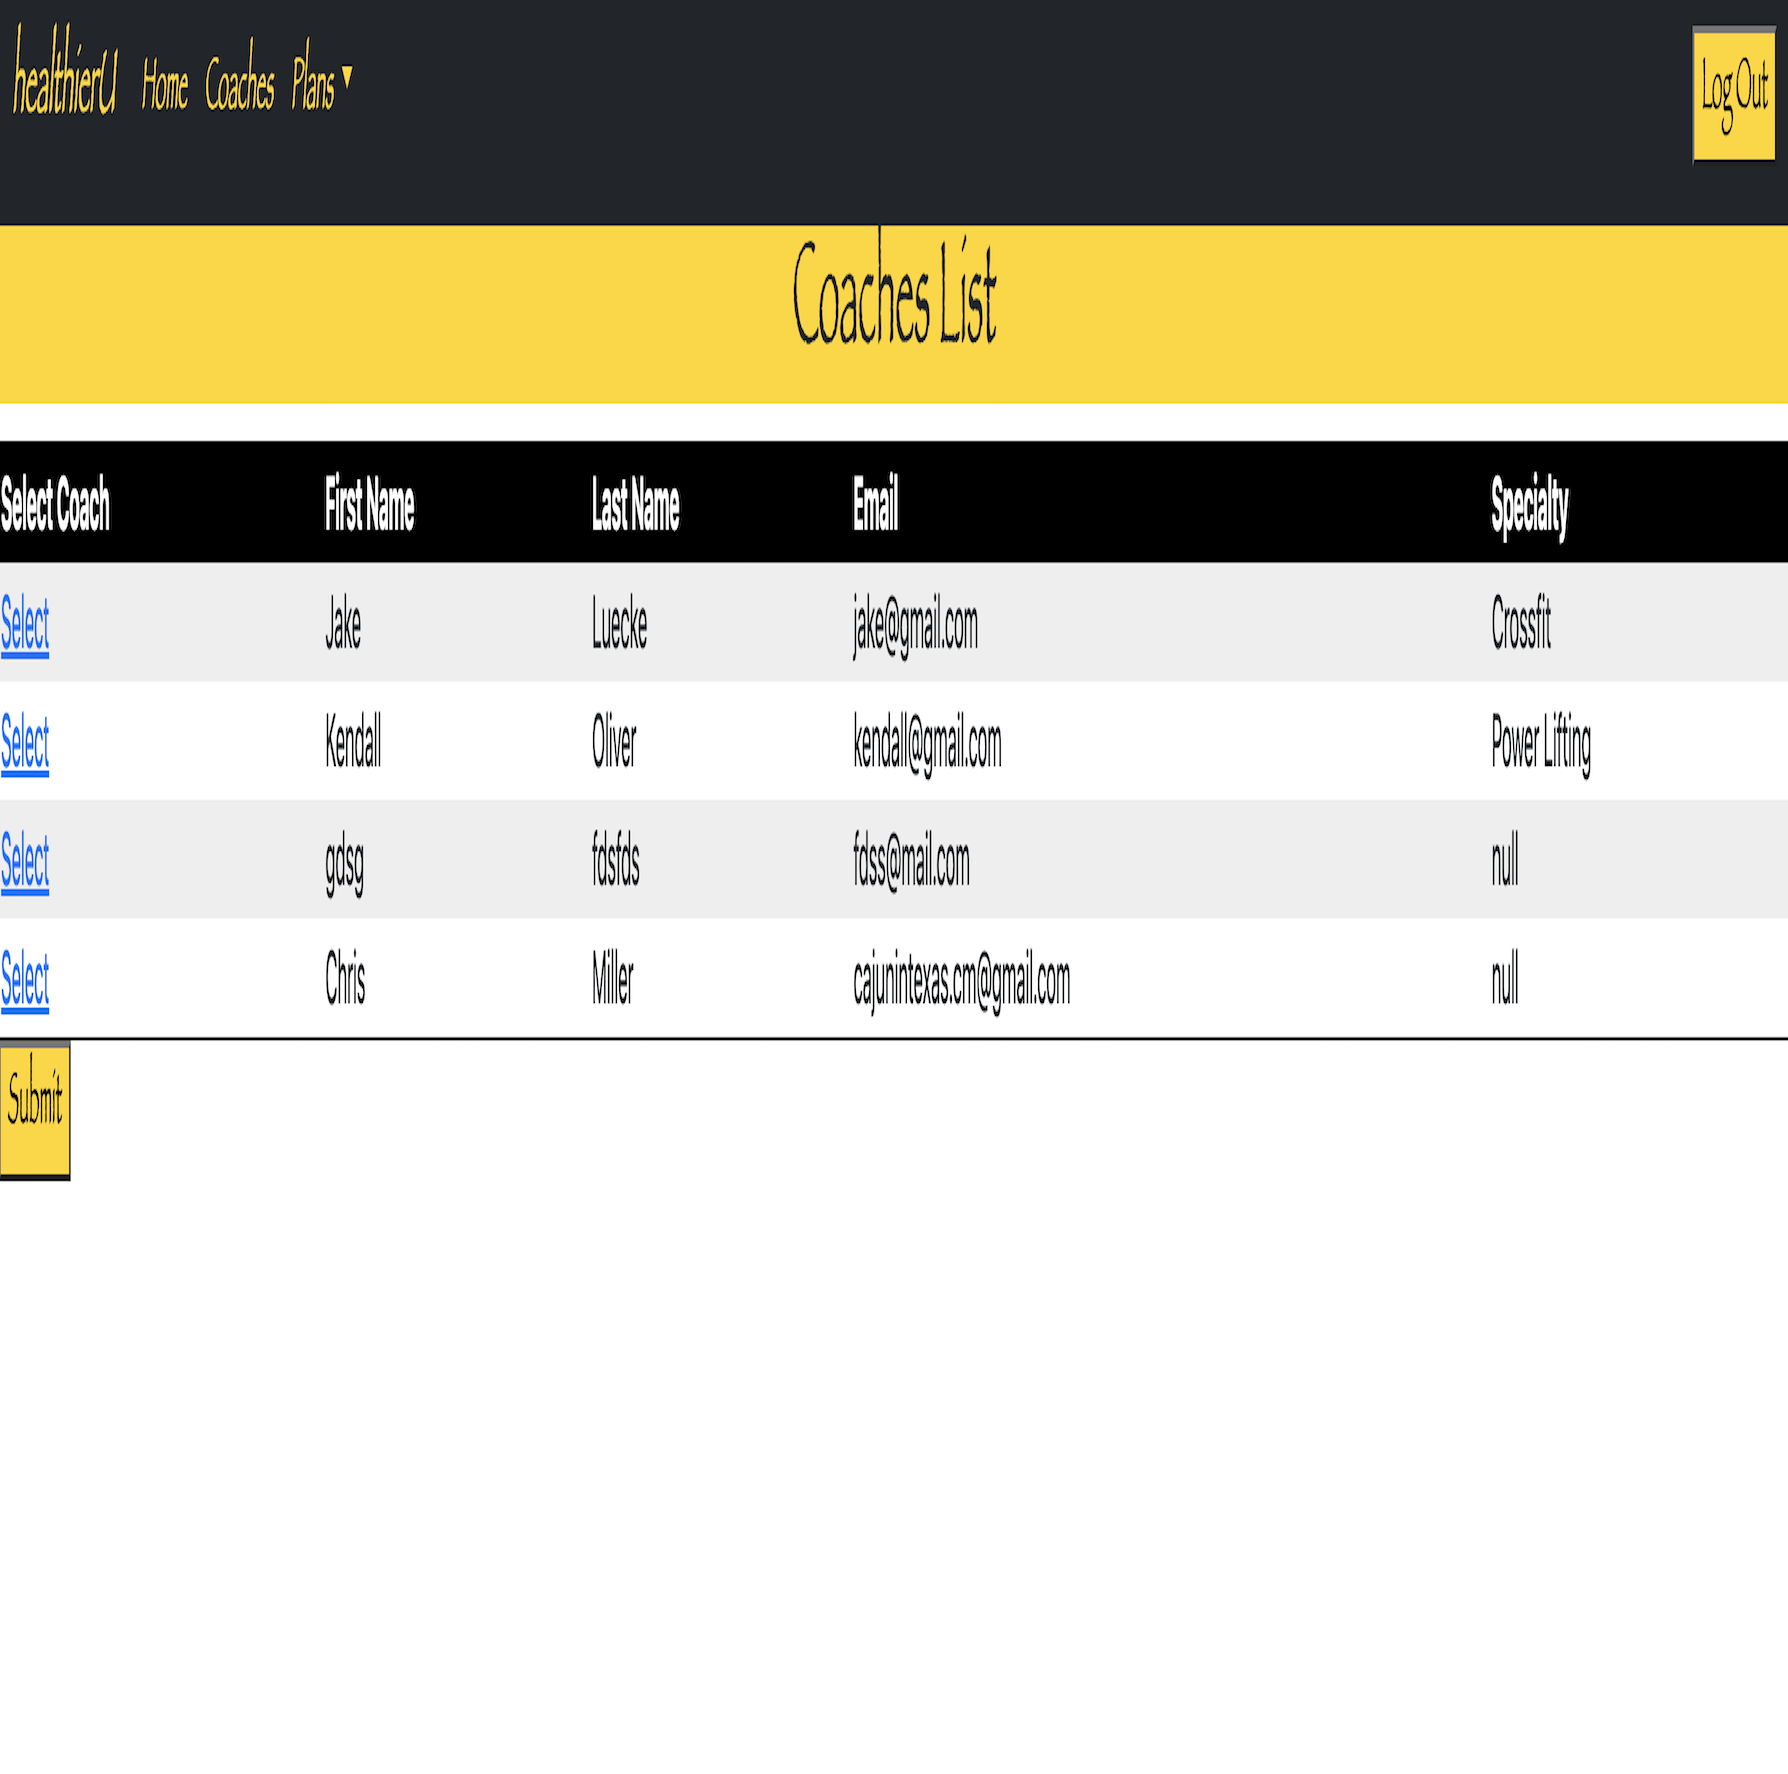 healthierU Home Coaches Plans ▼ Log Out
Coaches List
Select Coach First Name Last Name Email Specialty
Select Jake Luecke jake@gmail.com Crossfit
Select Kendall Oliver kendall@gmail.com Power Lifting
Select gdsg fdsfds fdss@mail.com null
Select Chris Miller cajunintexas.cm@gmail.com null
Submit